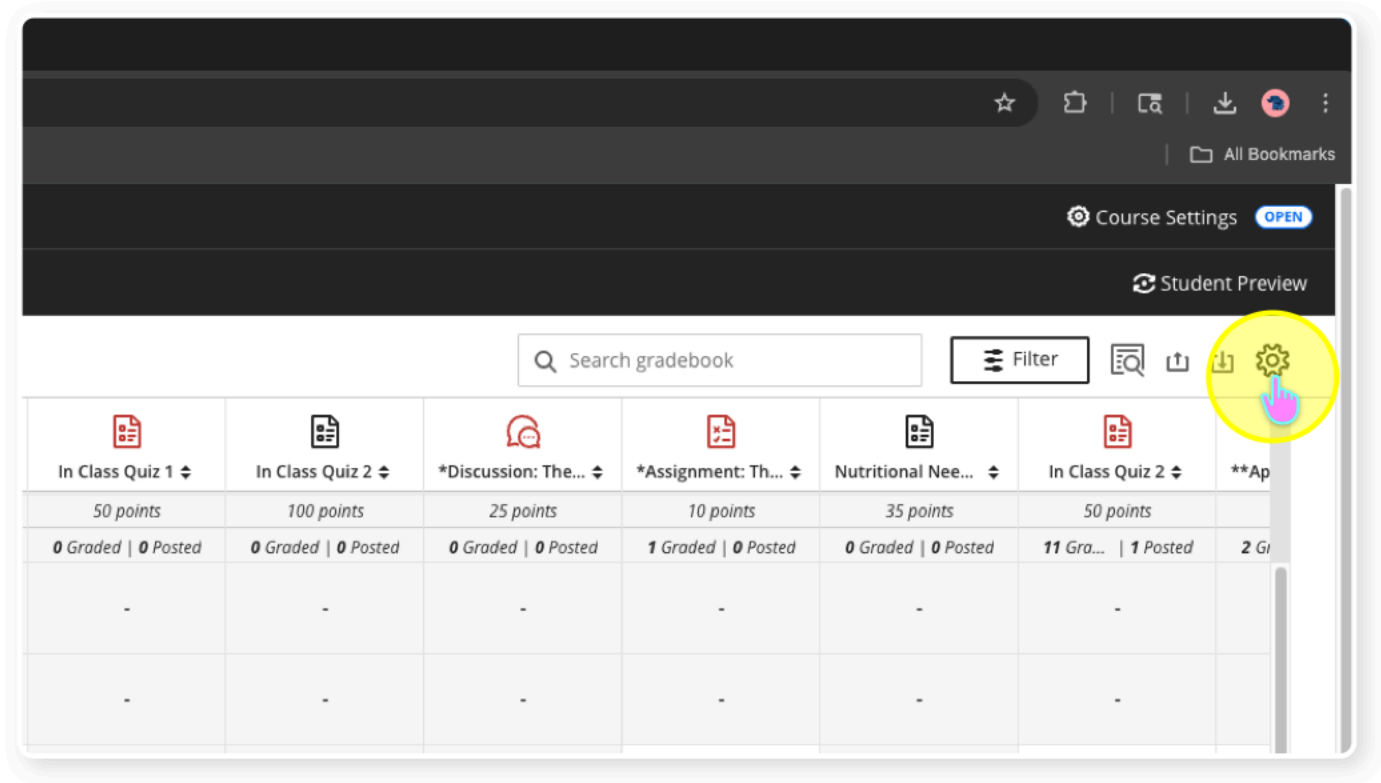 All Bookmarks
Course Settings OPEN
Student Preview
Search gradebook Filter
In Class Quiz 1 In Class Quiz 2 *Discussion: The... *Assignment: Th... Nutritional Nee... In Class Quiz 2 **Ap
50 points 100 points 25 points 10 points 35 points 50 points
0 Graded | 0 Posted 0 Graded | 0 Posted 0 Graded | 0 Posted 1 Graded | 0 Posted 0 Graded | 0 Posted 11 Gra... | 1 Posted 2 Gr
- - - - - -
- - - - - -